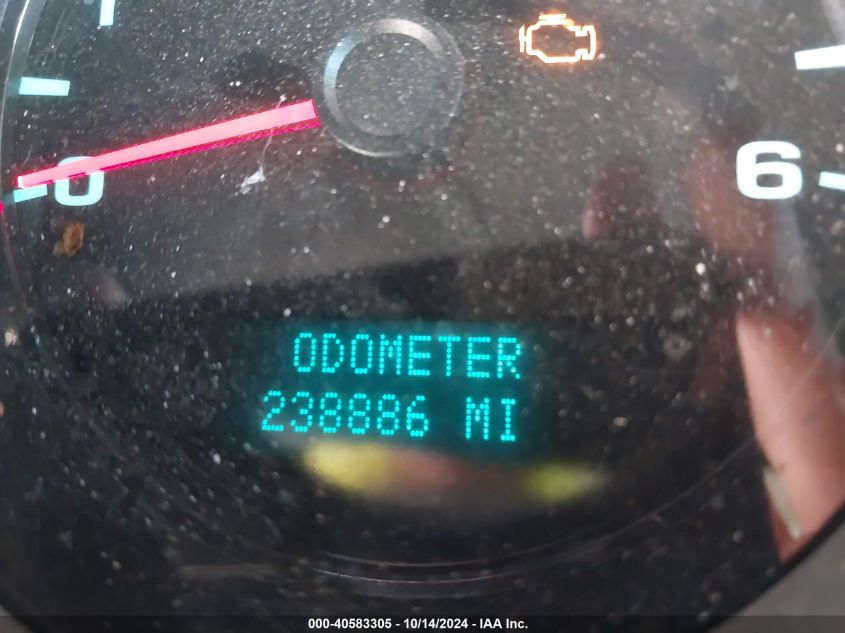 0
6
ODOMETER
238886 MI
000-40583305 - 10/14/2024 - IAA Inc.